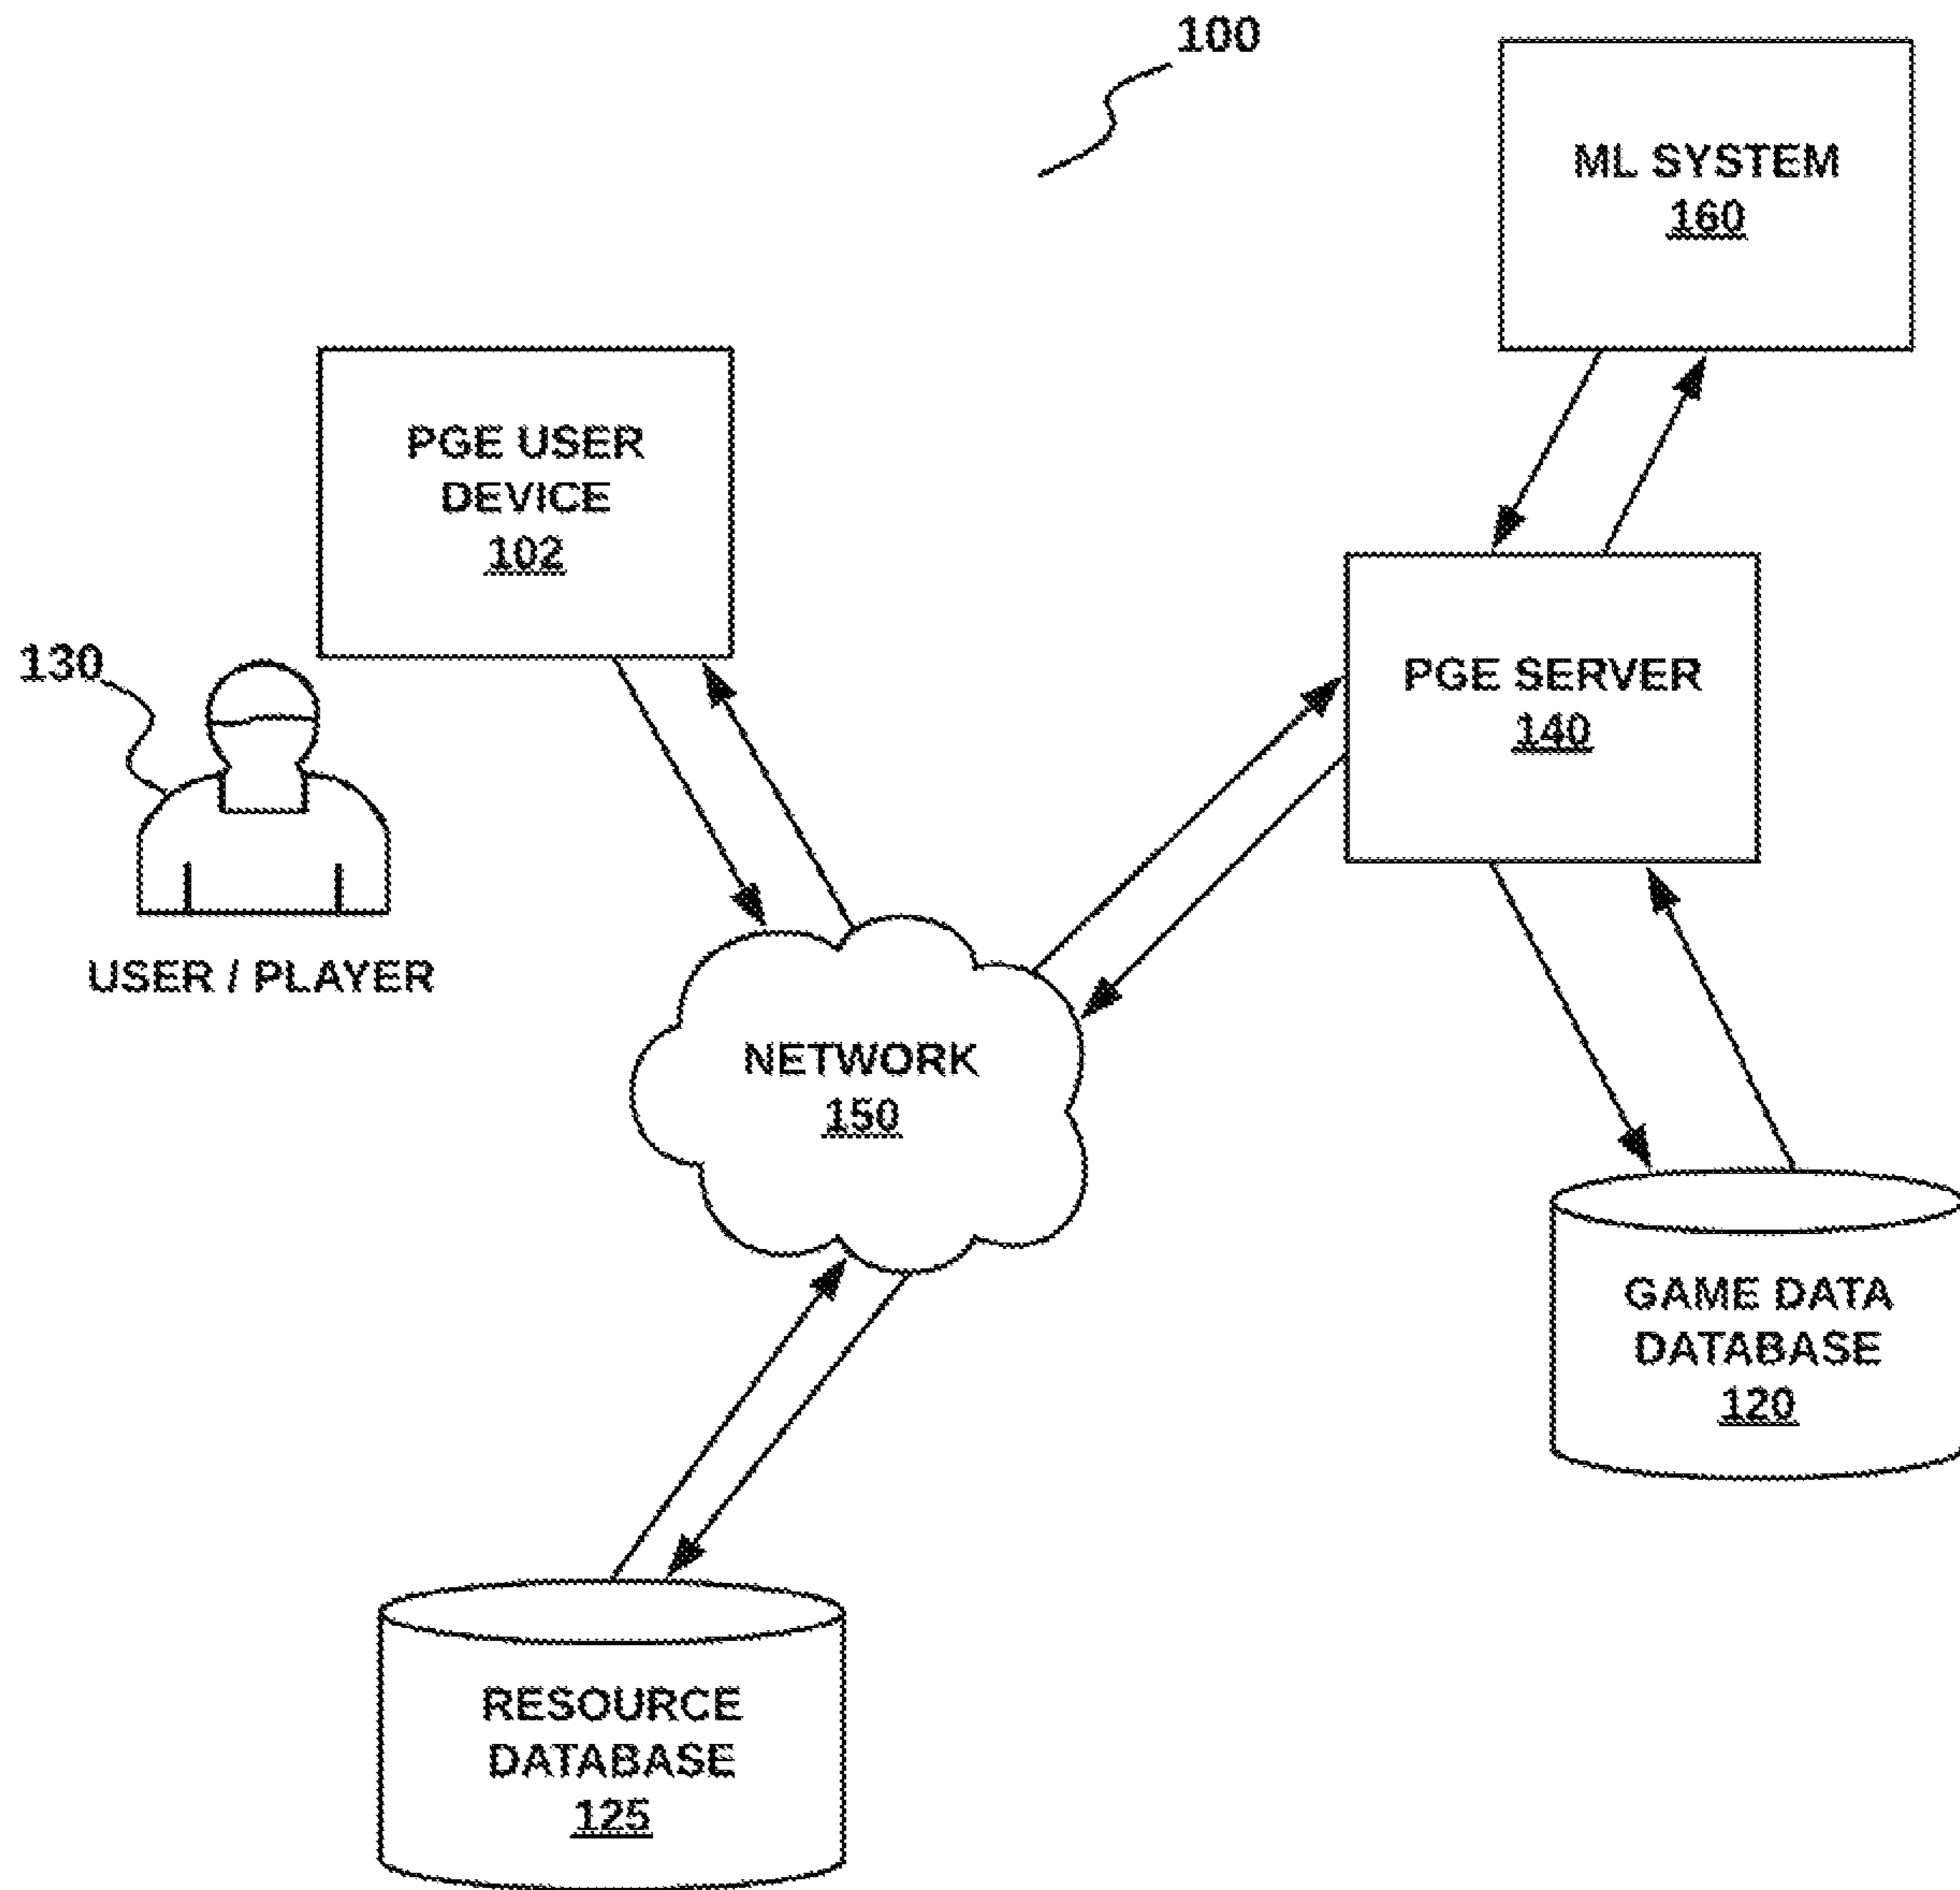 100
ML SYSTEM
160
PGE USER
DEVICE
102
130
USER / PLAYER
PGE SERVER
140
NETWORK
150
GAME DATA
DATABASE
120
RESOURCE
DATABASE
125